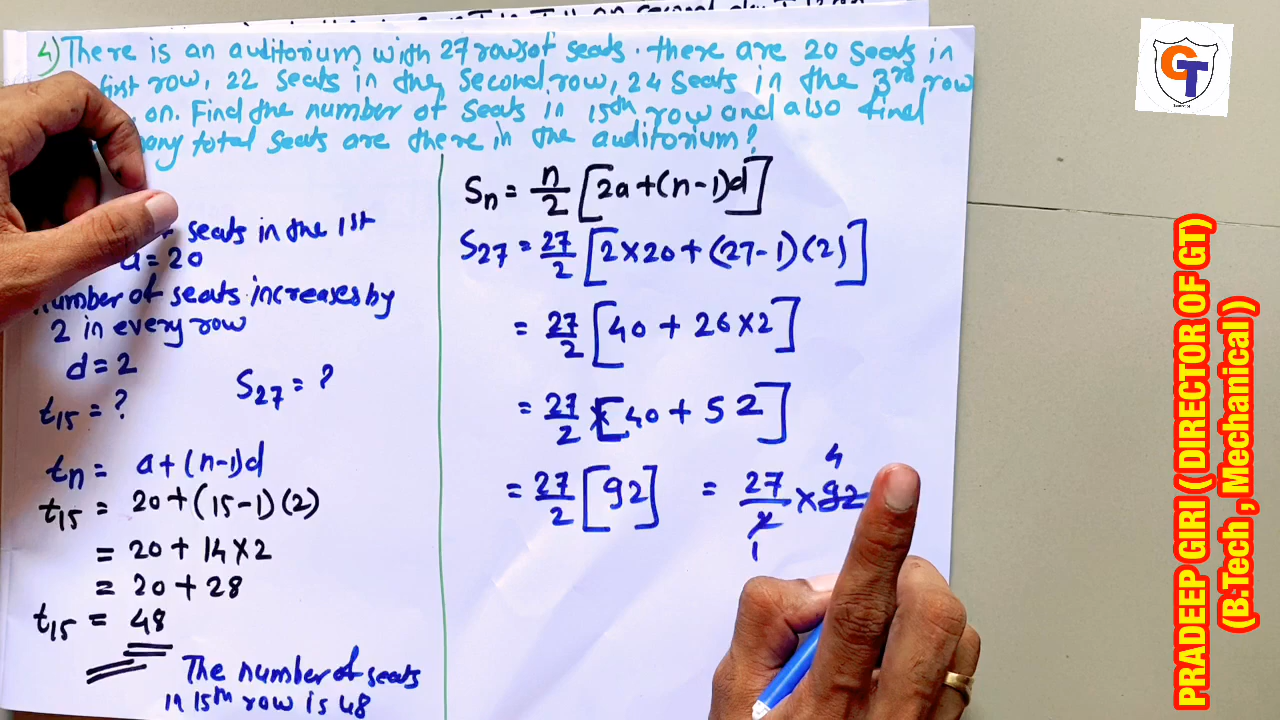 4) There is an auditorium with 27 rows of seats. there are 20 seats in
first row, 22 seats in the second row, 24 seats in the 3rd row
on. Find the number of seats in 15th row and also find
many total seats are there in the auditorium?
seats in the 1st
a = 20
number of seats increases by
2 in every row
d = 2
S27 = ?
t15 = ?
tn = a+(n-1)d
t15 = 20+(15-1)(2)
= 20+14×2
= 20+28
t15 = 48
The number of seats
in 15th row is 48
Sn = n/2 [2a+(n-1)d]
S27 = 27/2 [2×20+(27-1)(2)]
= 27/2 [40+26×2]
= 27/2 × [40+52]
= 27/2 [92] = 27/2 × 92
4
1
GT
PRADEEP GIRI (( DIRECTOR OF GT)
(B.Tech , Mechanical )